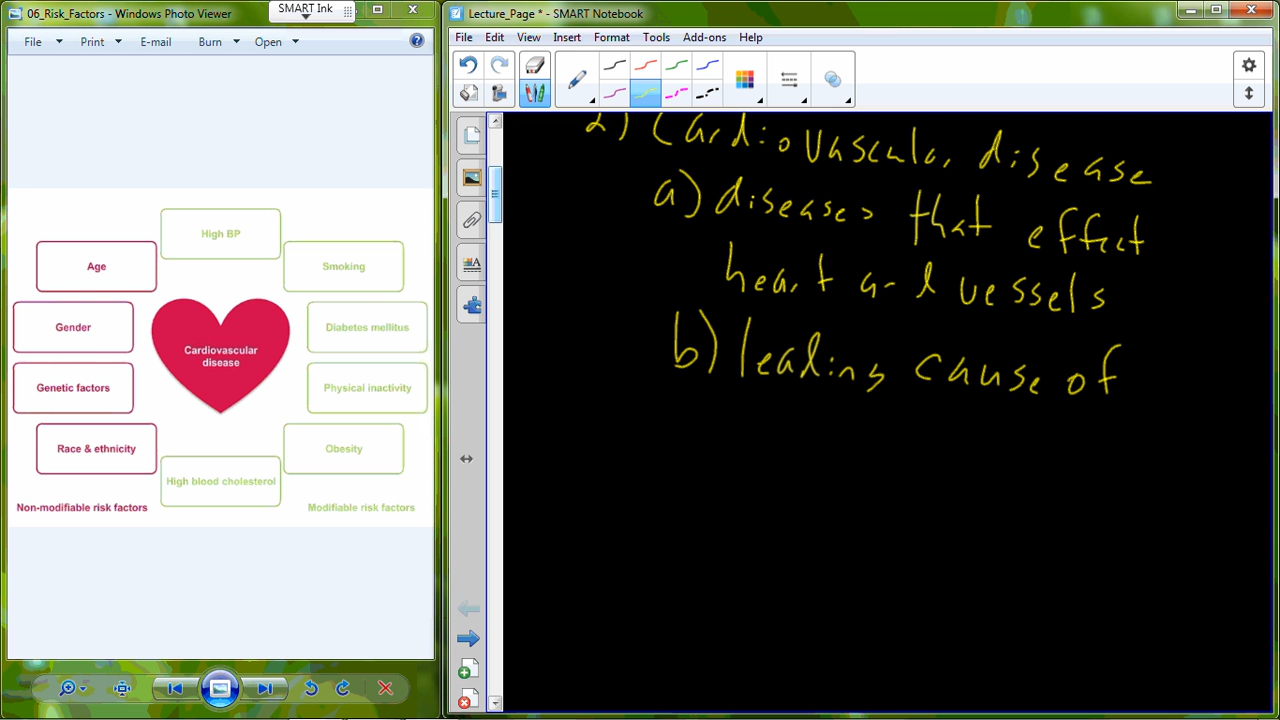 06_Risk_Factors - Windows Photo Viewer
SMART Ink
File Print E-mail Burn Open
High BP
Age
Smoking
Gender
Diabetes mellitus
Cardiovascular
disease
Genetic factors
Physical inactivity
Race & ethnicity
Obesity
High blood cholesterol
Non-modifiable risk factors
Modifiable risk factors
Lecture_Page * - SMART Notebook
File Edit View Insert Format Tools Add-ons Help
2) Cardiovascular disease
a) diseases that effect
heart and vessels
b) leading cause of